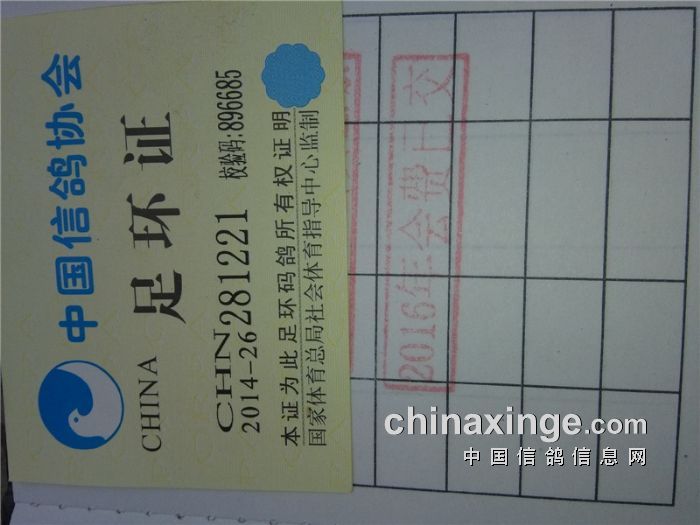 中国信鸽协会
CHINA 足环证
CHN
2014-26 281221 校验码:896685
本证为此足环码鸽所有权证明
国家体育总局社会体育指导中心监制
2016年会费已交
chinaxinge.com
中国信鸽信息网